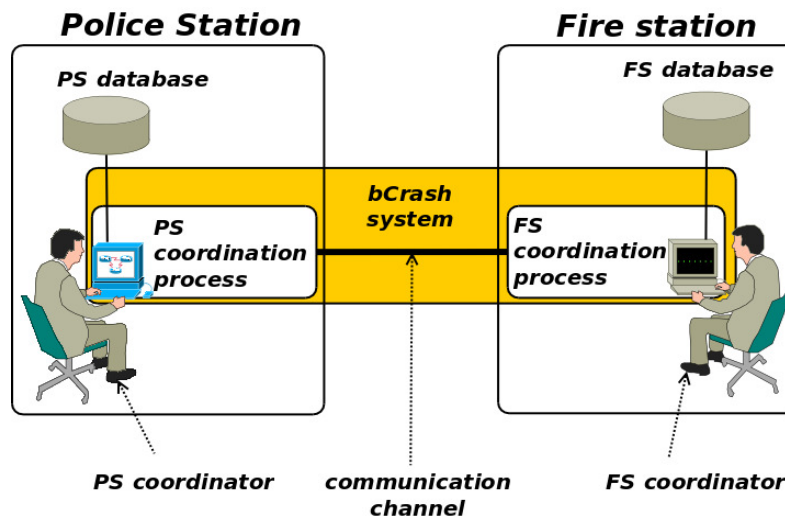 Police Station
Fire station
PS database
FS database
bCrash
system
PS
coordination
process
FS
coordination
process
PS coordinator
communication
channel
FS coordinator